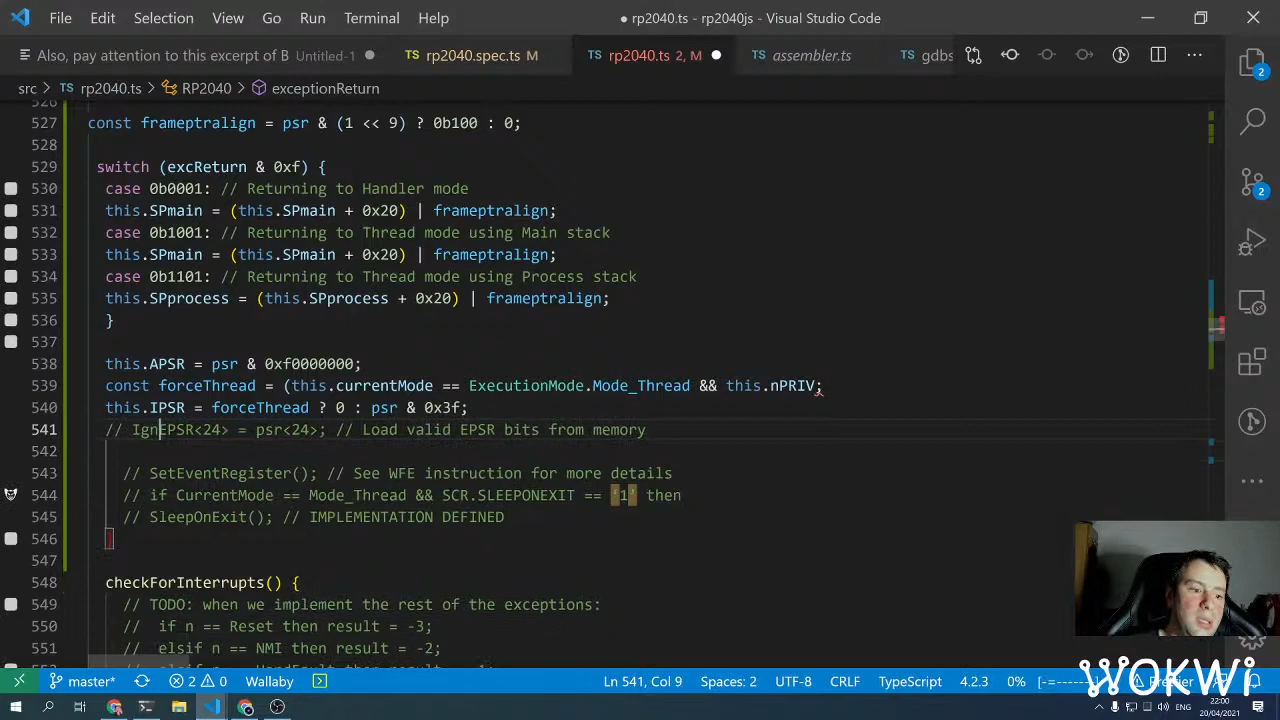 File Edit Selection View Go Run Terminal Help
● rp2040.ts - rp2040js - Visual Studio Code
Also, pay attention to this excerpt of B Untitled-1 ●
TS rp2040.spec.ts M
TS rp2040.ts 2, M ●
TS assembler.ts
TS gdbs
src > TS rp2040.ts > RP2040 > exceptionReturn
526
527 const frameptralign = psr & (1 << 9) ? 0b100 : 0;
528
529 switch (excReturn & 0xf) {
530 case 0b0001: // Returning to Handler mode
531 this.SPmain = (this.SPmain + 0x20) | frameptralign;
532 case 0b1001: // Returning to Thread mode using Main stack
533 this.SPmain = (this.SPmain + 0x20) | frameptralign;
534 case 0b1101: // Returning to Thread mode using Process stack
535 this.SPprocess = (this.SPprocess + 0x20) | frameptralign;
536 }
537
538 this.APSR = psr & 0xf0000000;
539 const forceThread = (this.currentMode == ExecutionMode.Mode_Thread && this.nPRIV;
540 this.IPSR = forceThread ? 0 : psr & 0x3f;
541 // IgnEPSR<24> = psr<24>; // Load valid EPSR bits from memory
542
543 // SetEventRegister(); // See WFE instruction for more details
544 // if CurrentMode == Mode_Thread && SCR.SLEEPONEXIT == ‘1’ then
545 // SleepOnExit(); // IMPLEMENTATION DEFINED
546 }
547
548 checkForInterrupts() {
549 // TODO: when we implement the rest of the exceptions:
550 // if n == Reset then result = -3;
551 // elsif n == NMI then result = -2;
2
2
WOKWi
master* 2 0 Wallaby Ln 541, Col 9 Spaces: 2 UTF-8 CRLF TypeScript 4.2.3 0% [-=------]
ENG 22:00
20/04/2021